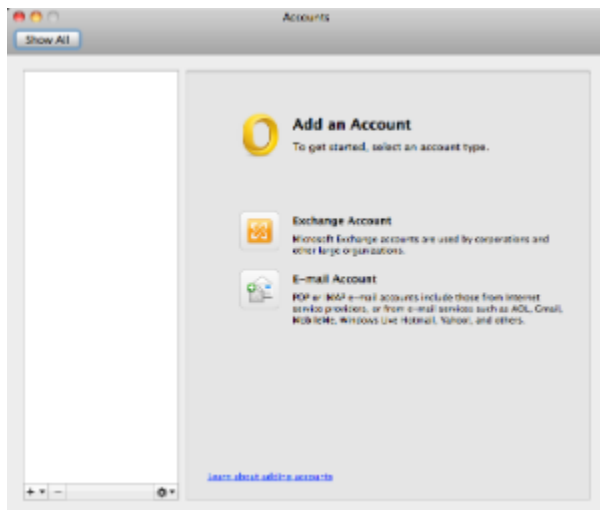 Accounts
Show All
Add an Account
To get started, select an account type.
Exchange Account
Microsoft Exchange accounts are used by corporations and
other large organizations.
E-mail Account
POP or IMAP e-mail accounts include those from Internet
service providers, or from e-mail services such as AOL, Gmail,
MobileMe, Windows Live Hotmail, Yahoo!, and others.
Learn about adding accounts